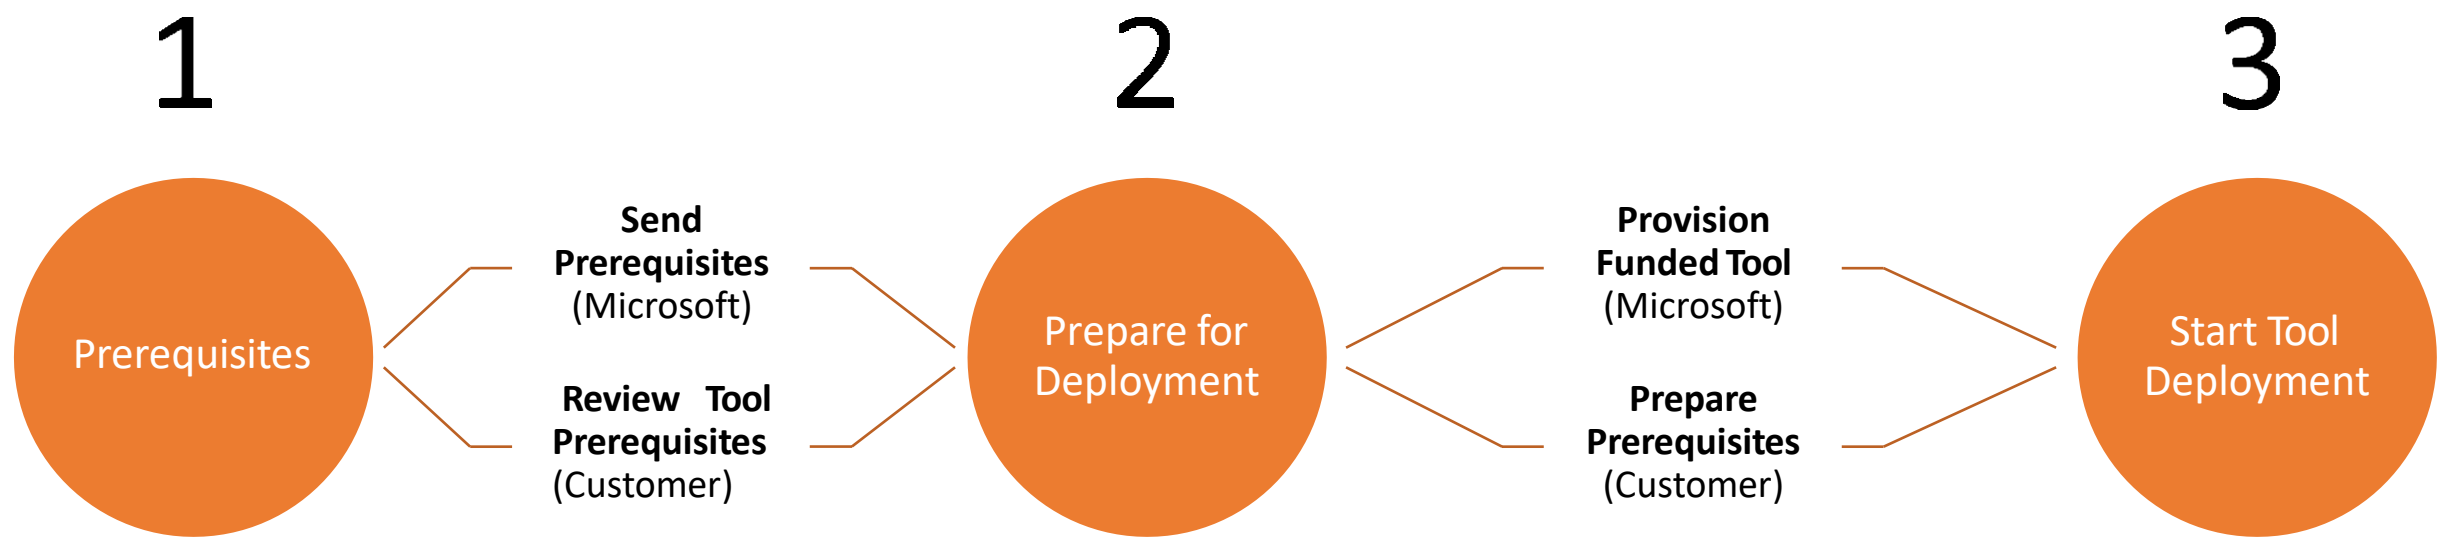 1
2
3
Prerequisites
Send
Prerequisites
(Microsoft)
Review Tool
Prerequisites
(Customer)
Prepare for
Deployment
Provision
Funded Tool
(Microsoft)
Prepare
Prerequisites
(Customer)
Start Tool
Deployment